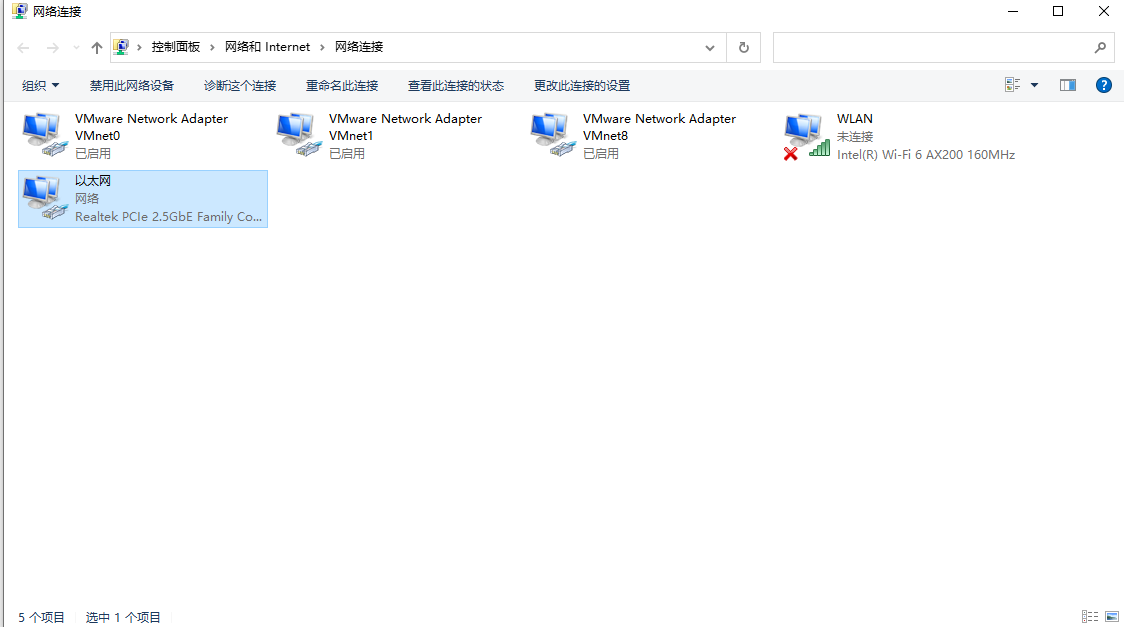 网络连接
控制面板 › 网络和 Internet › 网络连接
组织 禁用此网络设备 诊断这个连接 重命名此连接 查看此连接的状态 更改此连接的设置
VMware Network Adapter
VMnet0
已启用
VMware Network Adapter
VMnet1
已启用
VMware Network Adapter
VMnet8
已启用
WLAN
未连接
Intel(R) Wi-Fi 6 AX200 160MHz
以太网
网络
Realtek PCIe 2.5GbE Family Co...
5 个项目 选中 1 个项目